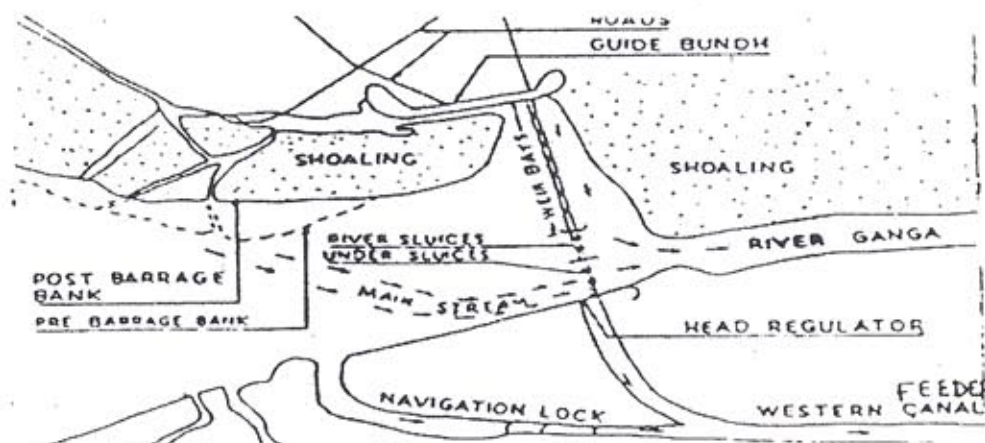 ROADS
GUIDE BUNDH
SHOALING
WEIR BAYS
SHOALING
RIVER SLUICES
UNDER SLUICES
RIVER GANGA
POST BARRAGE
BANK
MAIN STREAM
PRE BARRAGE BANK
HEAD REGULATOR
NAVIGATION LOCK
FEEDER
WESTERN CANAL